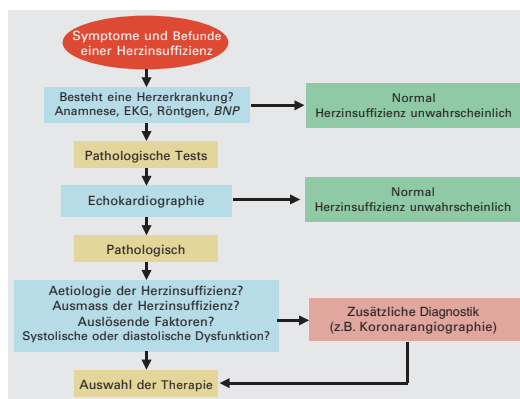 Symptome und Befunde
einer Herzinsuffizienz
Besteht eine Herzerkrankung?
Anamnese, EKG, Röntgen, BNP
Normal
Herzinsuffizienz unwahrscheinlich
Pathologische Tests
Echokardiographie
Normal
Herzinsuffizienz unwahrscheinlich
Pathologisch
Aetiologie der Herzinsuffizienz?
Ausmass der Herzinsuffizienz?
Auslösende Faktoren?
Systolische oder diastolische Dysfunktion?
Zusätzliche Diagnostik
(z.B. Koronarangiographie)
Auswahl der Therapie